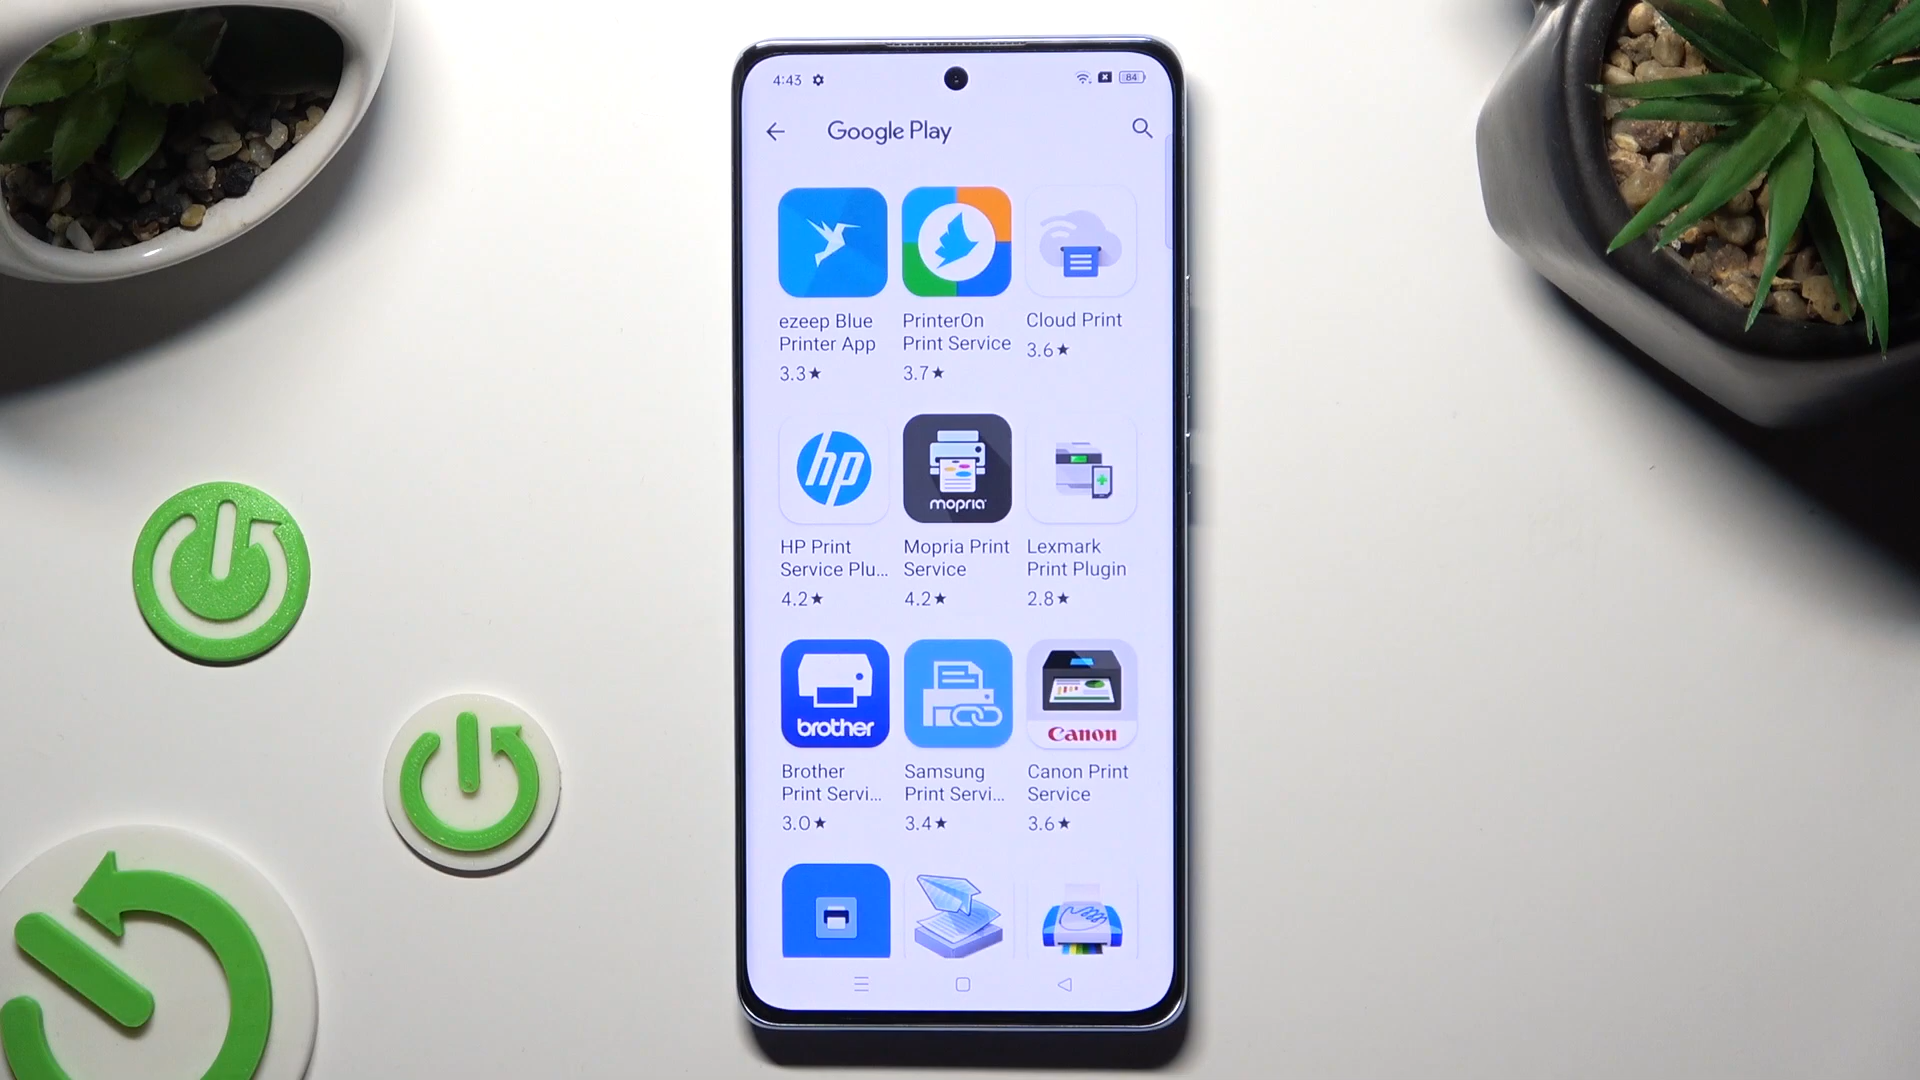 4:43
84
Google Play
ezeep Blue
Printer App
3.3★
PrinterOn
Print Service
3.7★
Cloud Print
3.6★
hp
mopria
HP Print
Service Plu...
4.2★
Mopria Print
Service
4.2★
Lexmark
Print Plugin
2.8★
brother
Canon
Brother
Print Servi...
3.0★
Samsung
Print Servi...
3.4★
Canon Print
Service
3.6★